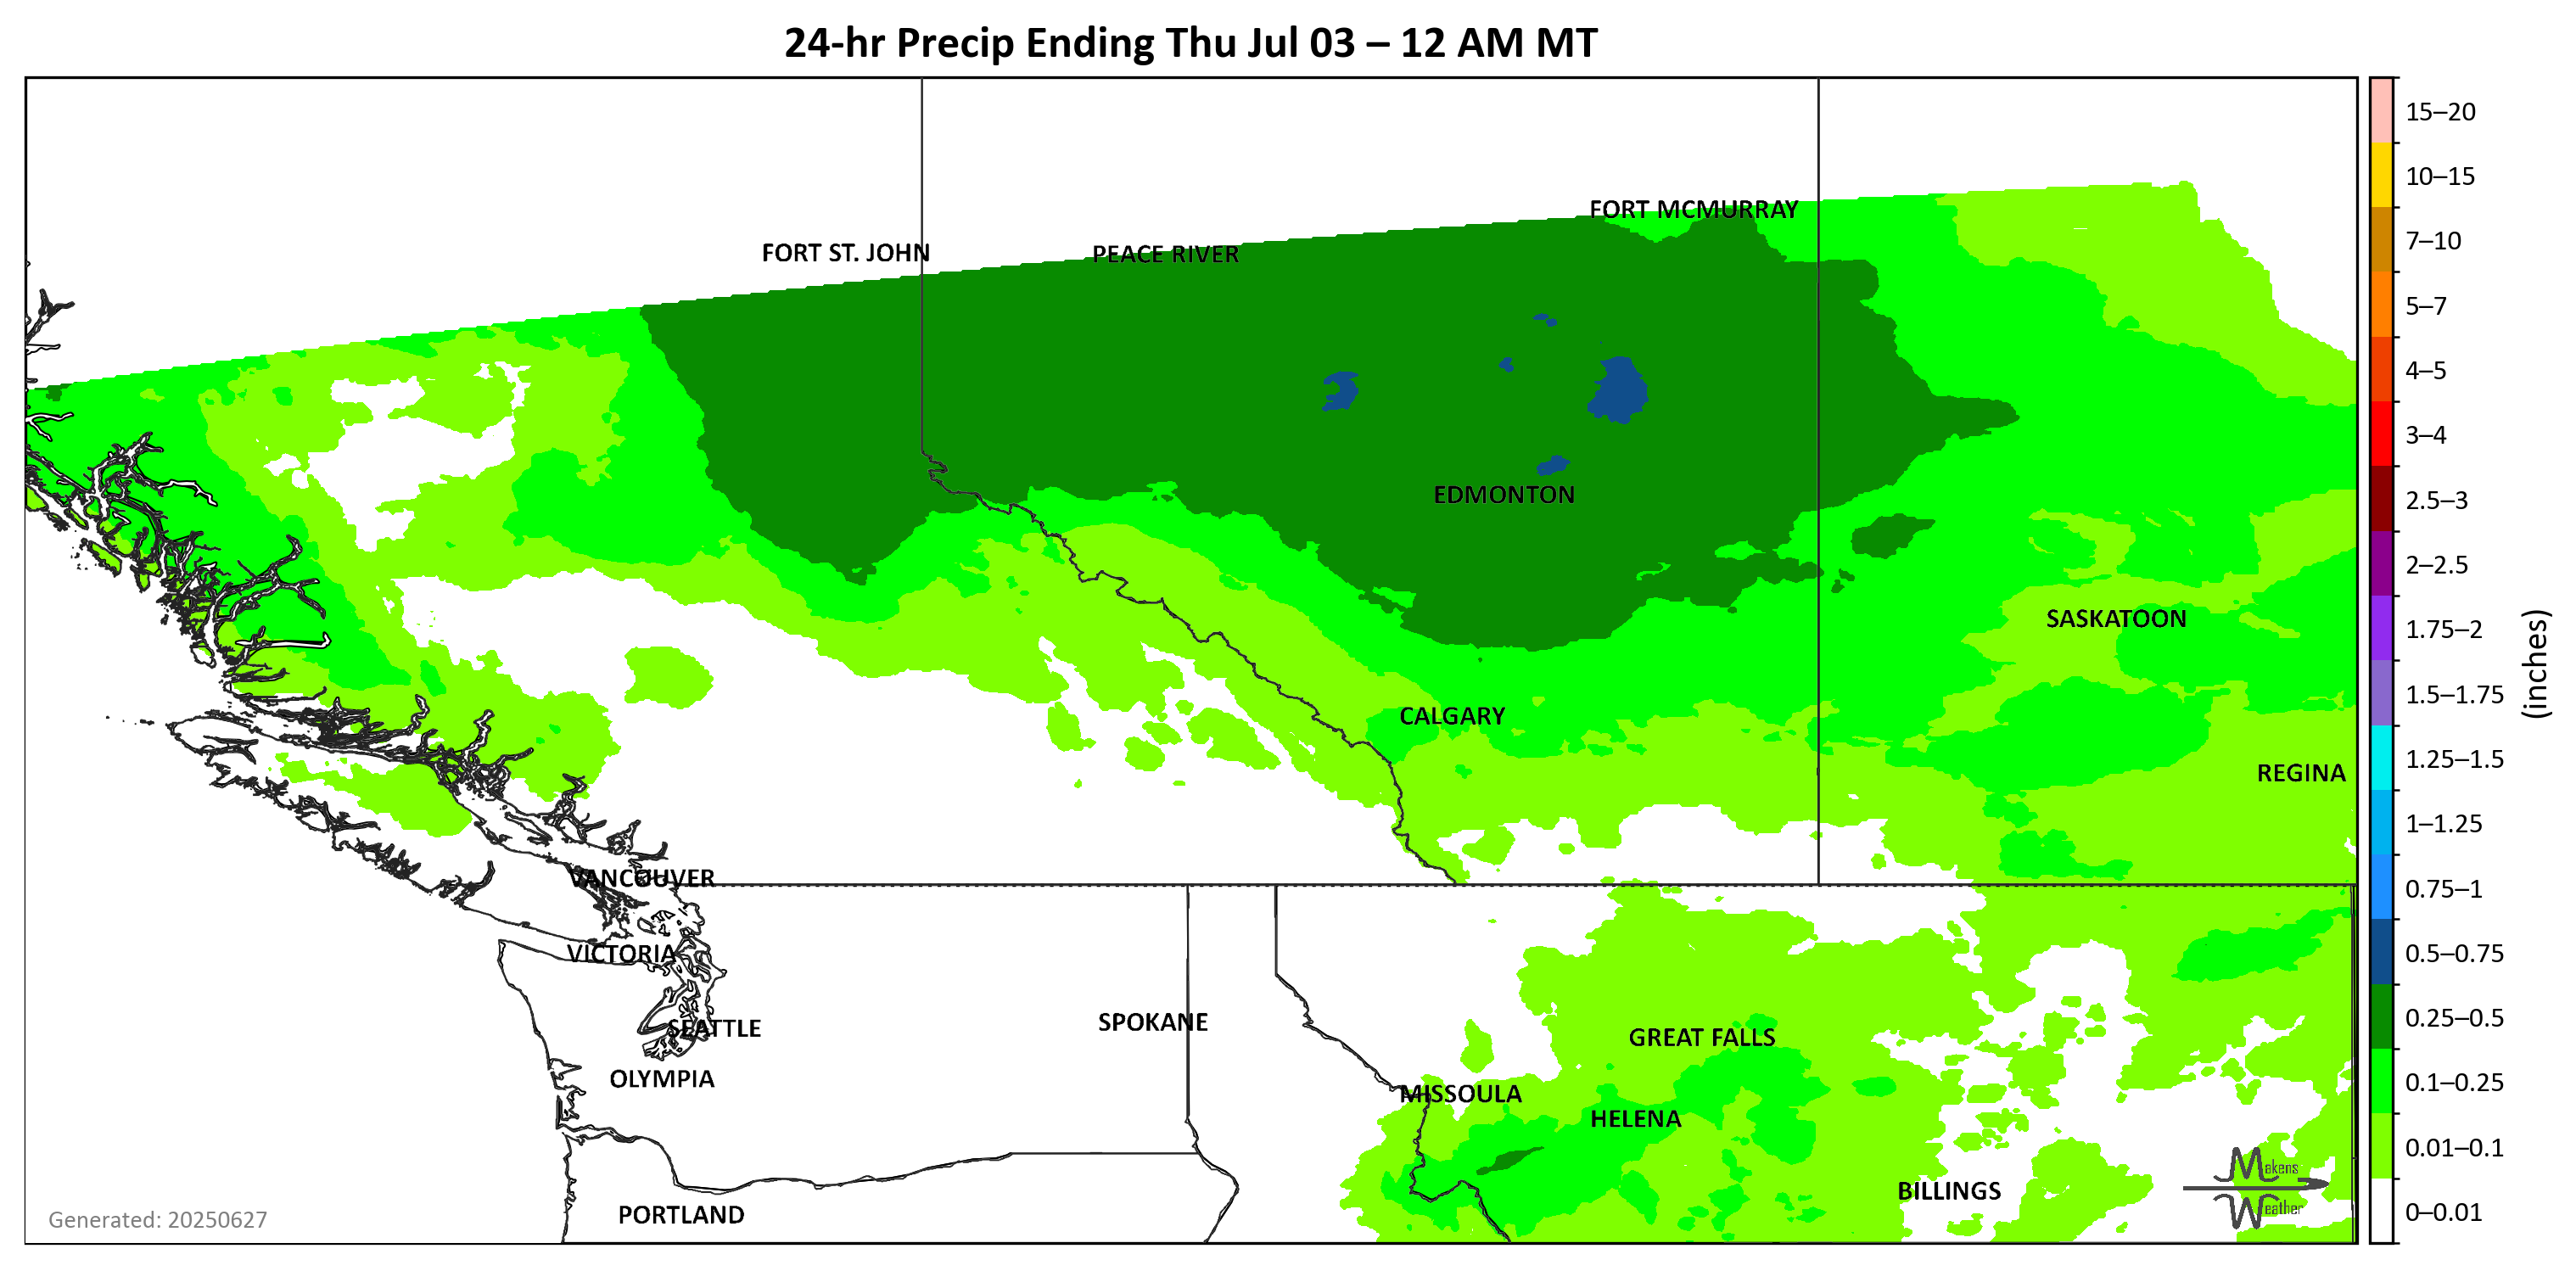 24-hr Precip Ending Thu Jul 03 – 12 AM MT
15–20
10–15
7–10
5–7
4–5
3–4
2.5–3
2–2.5
1.75–2
1.5–1.75
1.25–1.5
1–1.25
0.75–1
0.5–0.75
0.25–0.5
0.1–0.25
0.01–0.1
0–0.01
(inches)
FORT MCMURRAY
FORT ST. JOHN
PEACE RIVER
EDMONTON
SASKATOON
CALGARY
REGINA
VANCOUVER
VICTORIA
SEATTLE
SPOKANE
GREAT FALLS
OLYMPIA
MISSOULA
HELENA
BILLINGS
PORTLAND
Makens
Weather
Generated: 20250627